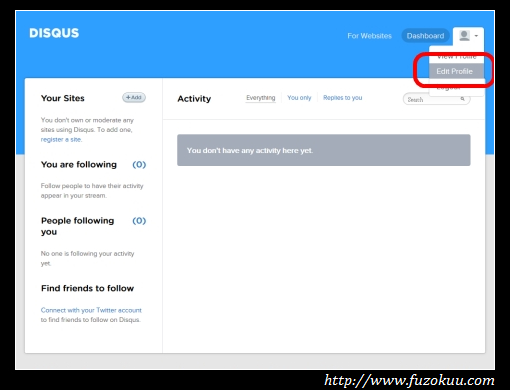 DISQUS
For Websites
Dashboard
View Profile
Edit Profile
Logout
Your Sites
+Add
You don't own or moderate any
sites using Disqus. To add one,
register a site.
You are following (0)
Follow people to have their activity
appear in your stream.
People following (0)
you
No one is following your activity
yet.
Find friends to follow
Connect with your Twitter account
to find friends to follow on Disqus.
Activity
Everything
You only
Replies to you
Search
You don't have any activity here yet.
http://www.fuzokuu.com